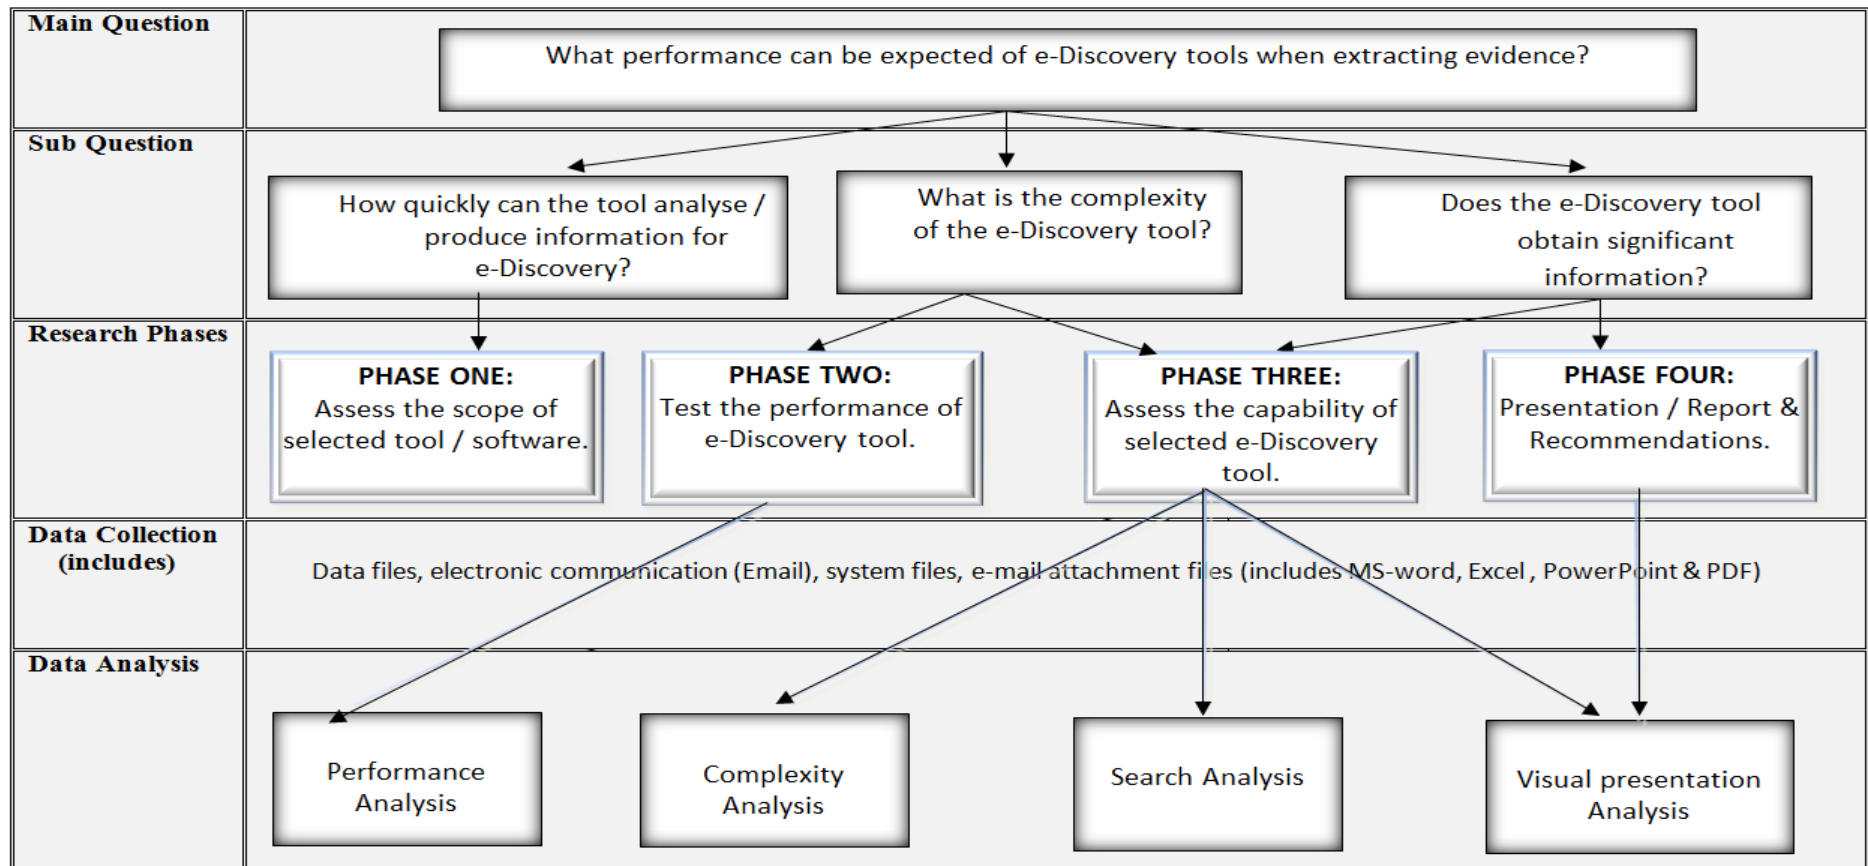 Main Question
What performance can be expected of e-Discovery tools when extracting evidence?
Sub Question
How quickly can the tool analyse /
produce information for
e-Discovery?
What is the complexity
of the e-Discovery tool?
Does the e-Discovery tool
obtain significant
information?
Research Phases
PHASE ONE:
Assess the scope of
selected tool / software.
PHASE TWO:
Test the performance of
e-Discovery tool.
PHASE THREE:
Assess the capability of
selected e-Discovery
tool.
PHASE FOUR:
Presentation / Report &
Recommendations.
Data Collection
(includes)
Data files, electronic communication (Email), system files, e-mail attachment files (includes MS-word, Excel , PowerPoint & PDF)
Data Analysis
Performance
Analysis
Complexity
Analysis
Search Analysis
Visual presentation
Analysis